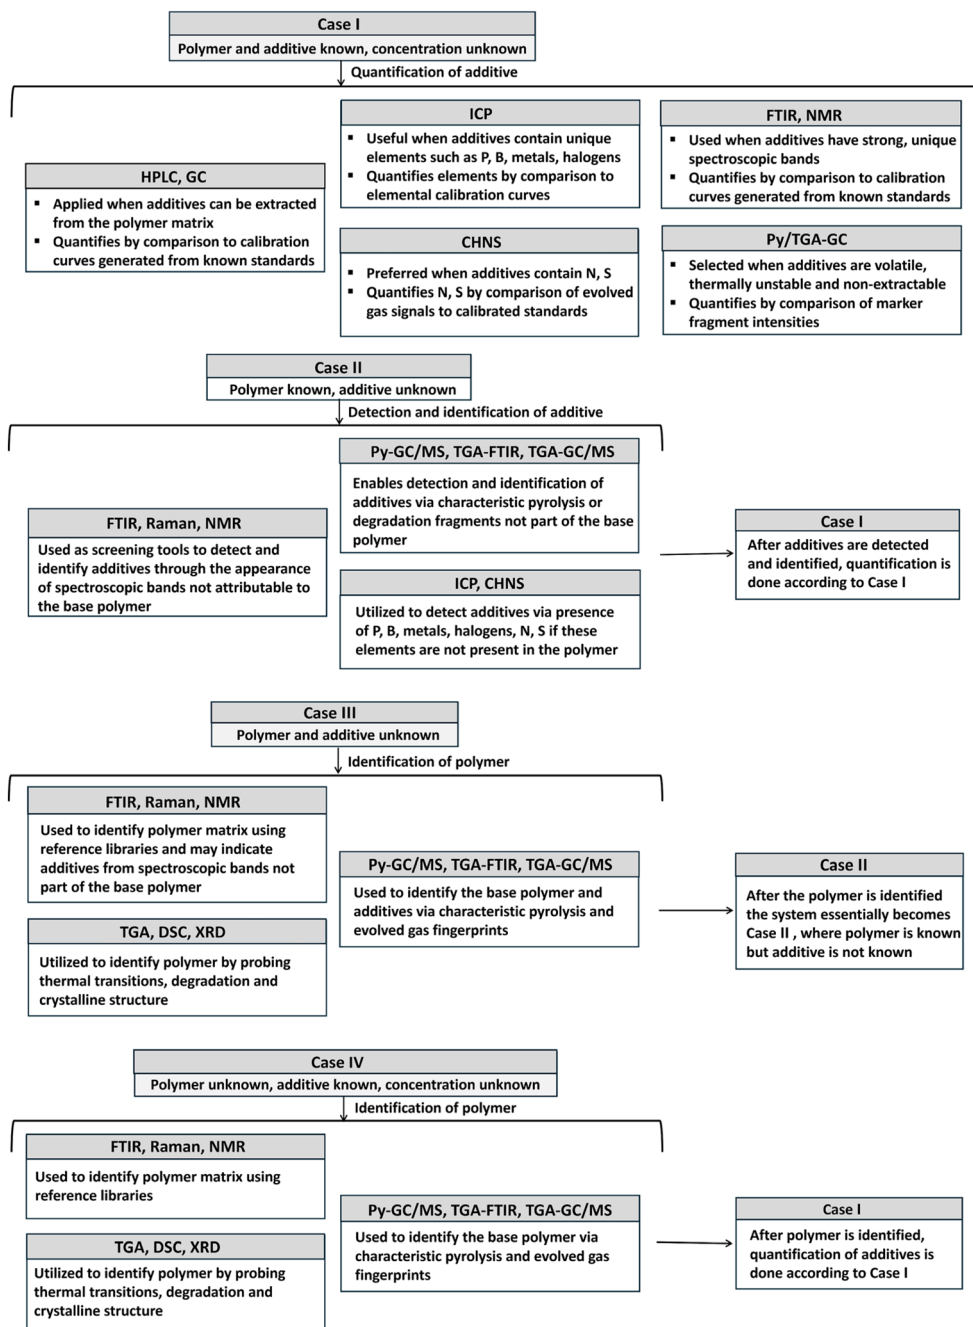 Case I
Polymer and additive known, concentration unknown
Quantification of additive
HPLC, GC
▪ Applied when additives can be extracted
from the polymer matrix
▪ Quantifies by comparison to calibration
curves generated from known standards
ICP
▪ Useful when additives contain unique
elements such as P, B, metals, halogens
▪ Quantifies elements by comparison to
elemental calibration curves
CHNS
▪ Preferred when additives contain N, S
▪ Quantifies N, S by comparison of evolved
gas signals to calibrated standards
FTIR, NMR
▪ Used when additives have strong, unique
spectroscopic bands
▪ Quantifies by comparison to calibration
curves generated from known standards
Py/TGA-GC
▪ Selected when additives are volatile,
thermally unstable and non-extractable
▪ Quantifies by comparison of marker
fragment intensities
Case II
Polymer known, additive unknown
Detection and identification of additive
FTIR, Raman, NMR
Used as screening tools to detect and
identify additives through the appearance
of spectroscopic bands not attributable to
the base polymer
Py-GC/MS, TGA-FTIR, TGA-GC/MS
Enables detection and identification of
additives via characteristic pyrolysis or
degradation fragments not part of the base
polymer
ICP, CHNS
Utilized to detect additives via presence
of P, B, metals, halogens, N, S if these
elements are not present in the polymer
Case I
After additives are detected
and identified, quantification is
done according to Case I
Case III
Polymer and additive unknown
Identification of polymer
FTIR, Raman, NMR
Used to identify polymer matrix using
reference libraries and may indicate
additives from spectroscopic bands not
part of the base polymer
TGA, DSC, XRD
Utilized to identify polymer by probing
thermal transitions, degradation and
crystalline structure
Py-GC/MS, TGA-FTIR, TGA-GC/MS
Used to identify the base polymer and
additives via characteristic pyrolysis and
evolved gas fingerprints
Case II
After the polymer is identified
the system essentially becomes
Case II , where polymer is known
but additive is not known
Case IV
Polymer unknown, additive known, concentration unknown
Identification of polymer
FTIR, Raman, NMR
Used to identify polymer matrix using
reference libraries
TGA, DSC, XRD
Utilized to identify polymer by probing
thermal transitions, degradation and
crystalline structure
Py-GC/MS, TGA-FTIR, TGA-GC/MS
Used to identify the base polymer via
characteristic pyrolysis and evolved gas
fingerprints
Case I
After polymer is identified,
quantification of additives is
done according to Case I